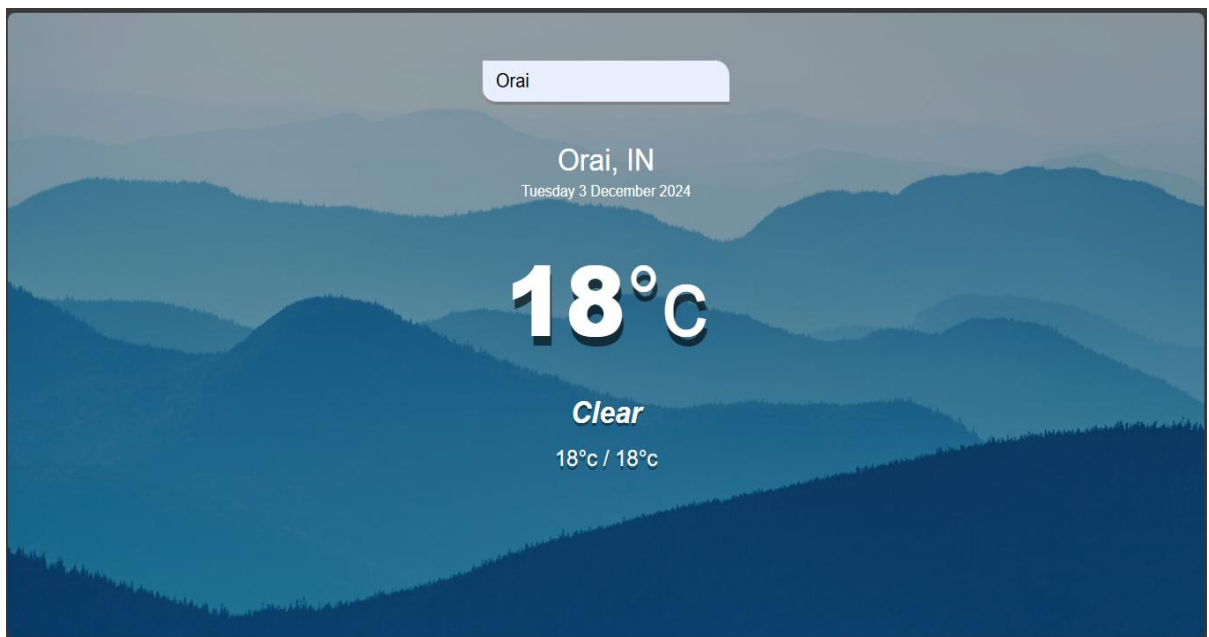 Orai
Orai, IN
Tuesday 3 December 2024
18°c
Clear
18°c / 18°c